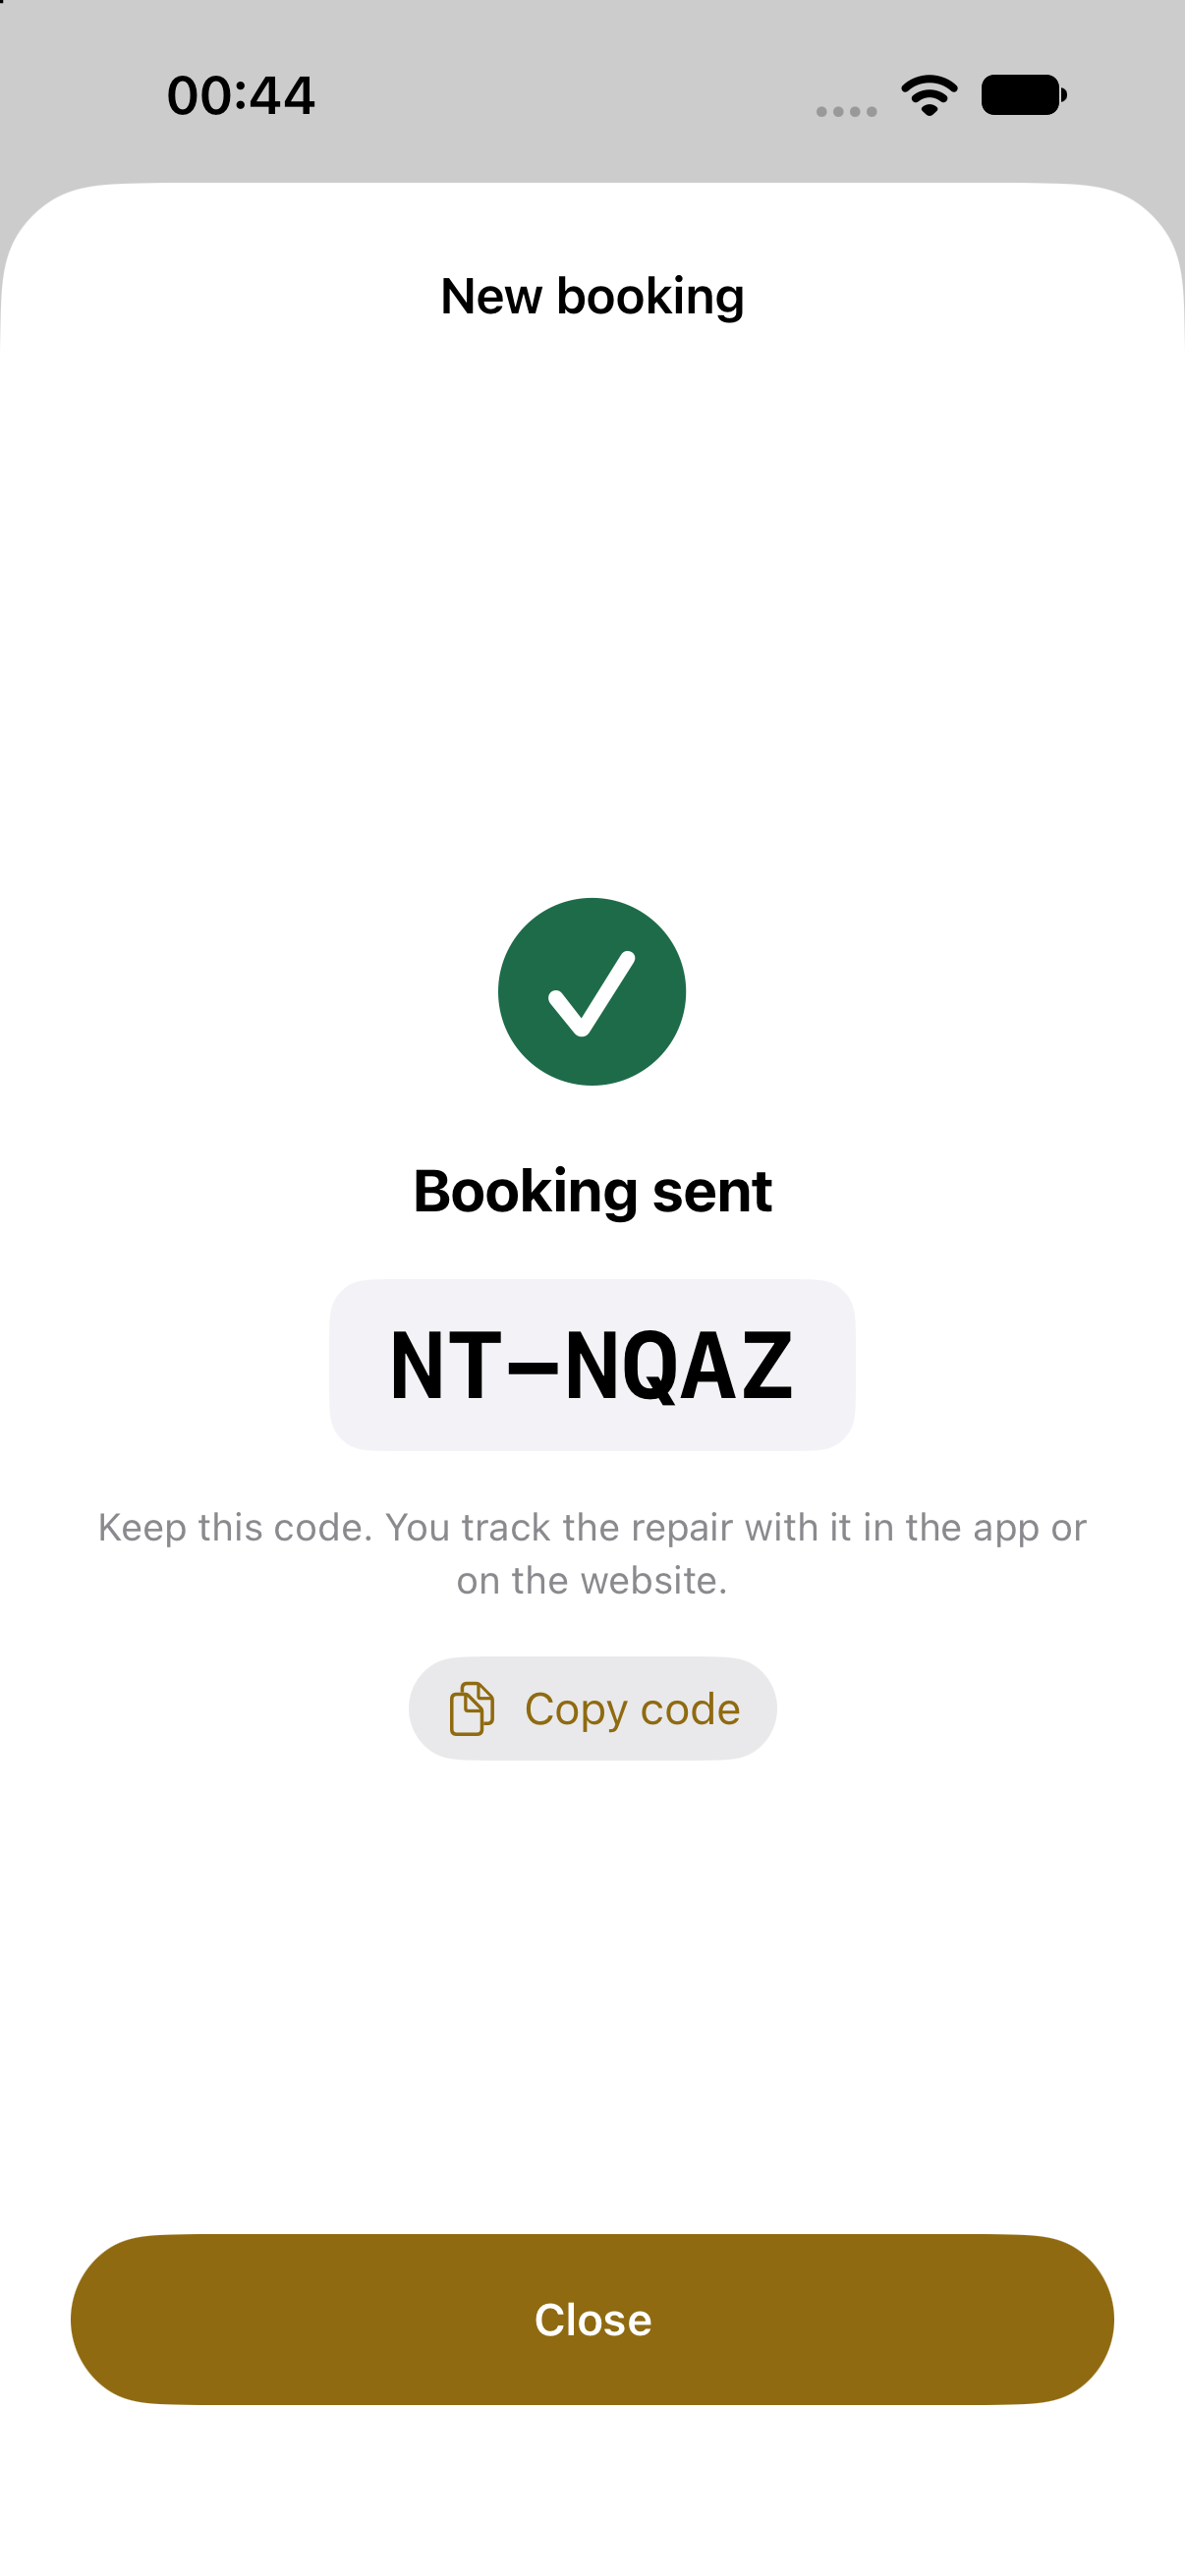 00:44
New booking
Booking sent
NT-NQAZ
Keep this code. You track the repair with it in the app or
on the website.
Copy code
Close